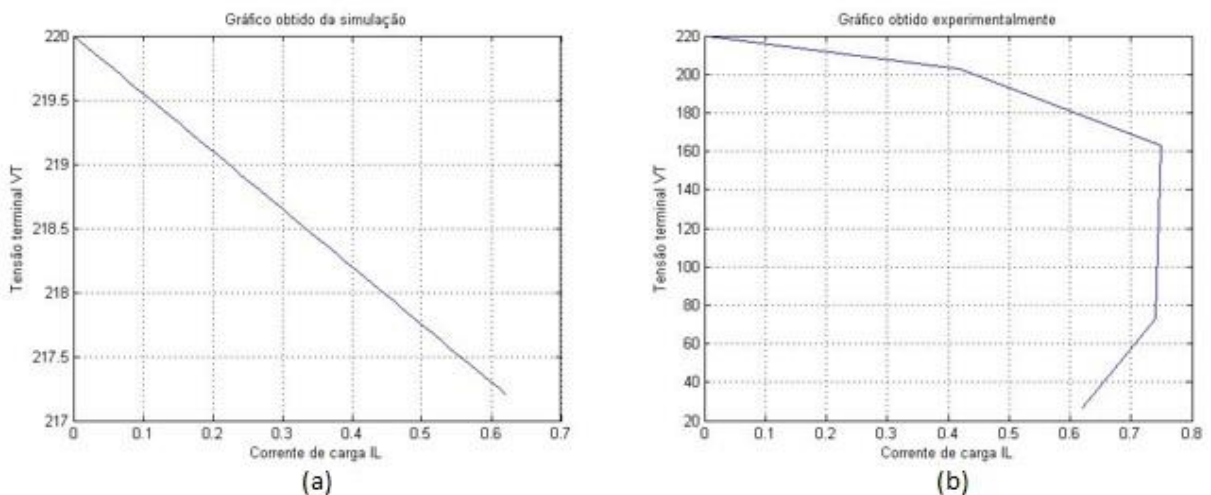 Gráfico obtido da simulação
220
219.5
219
218.5
218
217.5
217
0 0.1 0.2 0.3 0.4 0.5 0.6 0.7
Tensão terminal VT
Corrente de carga IL
(a)
Gráfico obtido experimentalmente
220
200
180
160
140
120
100
80
60
40
20
0 0.1 0.2 0.3 0.4 0.5 0.6 0.7 0.8
Tensão terminal VT
Corrente de carga IL
(b)